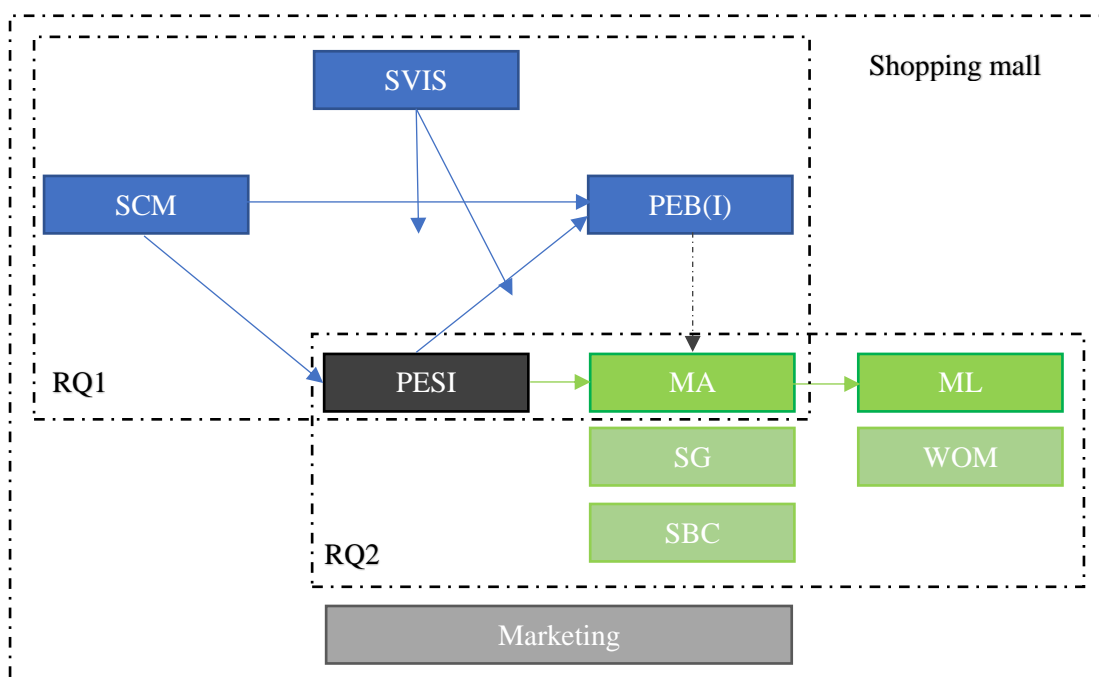 Shopping mall
SVIS
SCM
PEB(I)
RQ1
PESI
MA
ML
SG
WOM
SBC
RQ2
Marketing